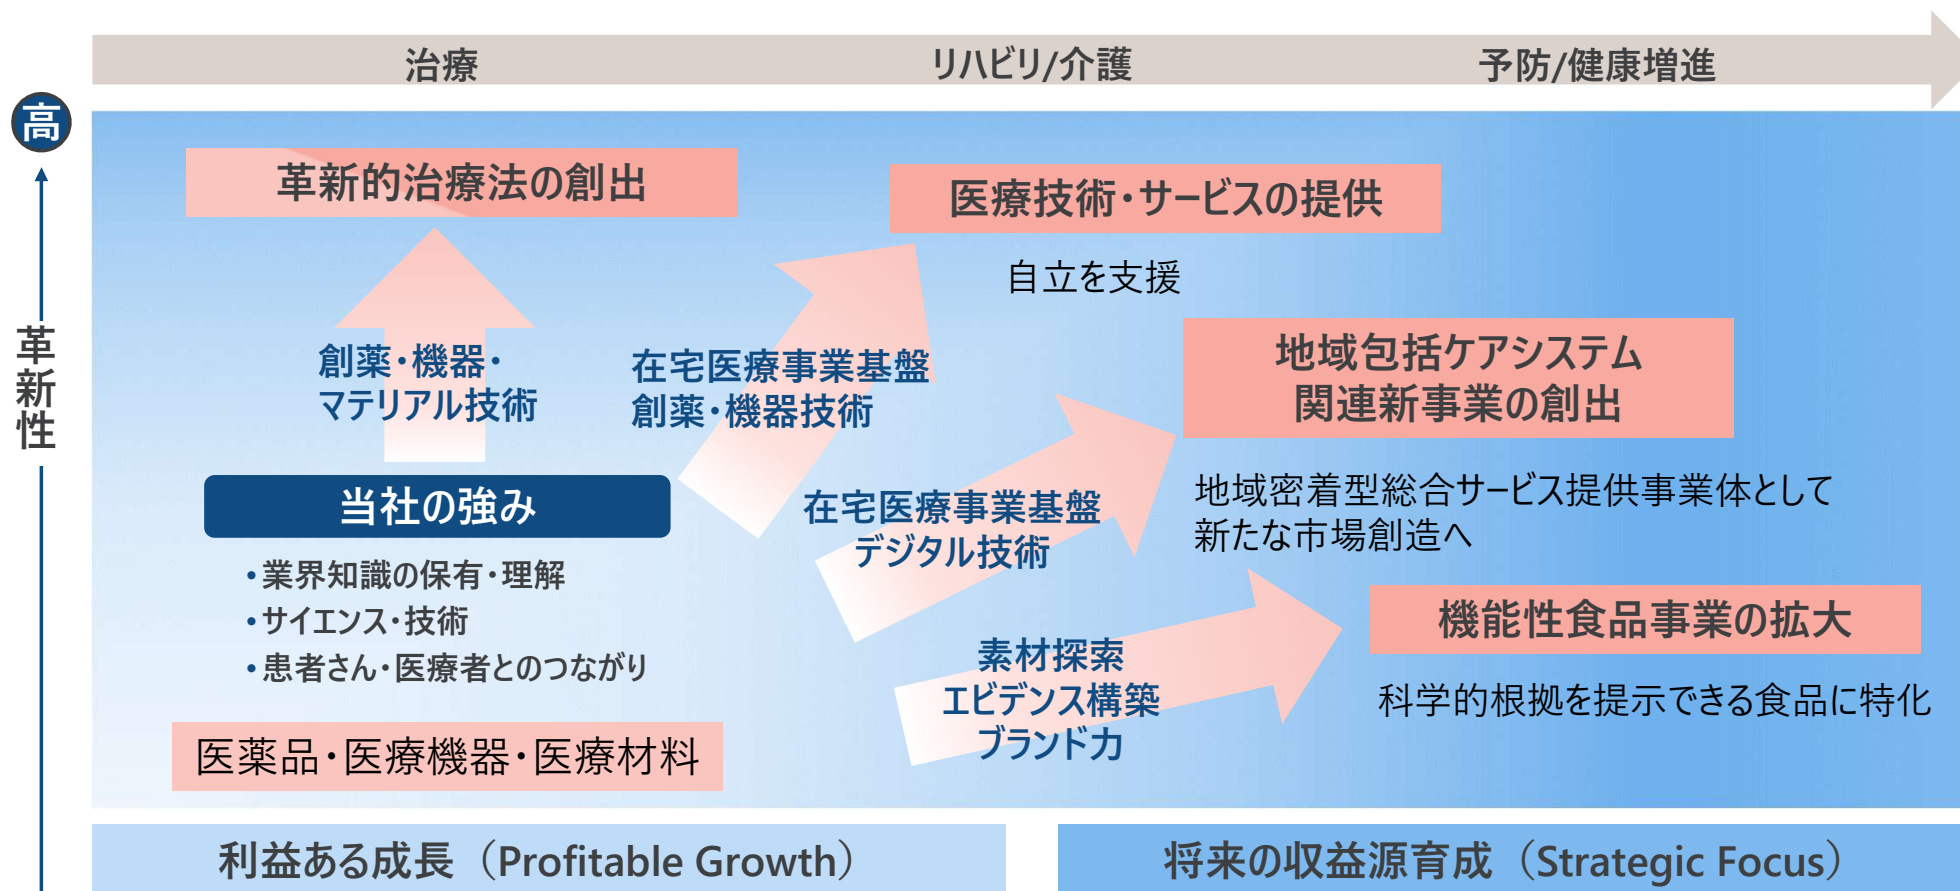 治療
リハビリ/介護
予防/健康増進
高
革新性
革新的治療法の創出
医療技術・サービスの提供
自立を支援
創薬・機器・
マテリアル技術
在宅医療事業基盤
創薬・機器技術
地域包括ケアシステム
関連新事業の創出
当社の強み
・業界知識の保有・理解
・サイエンス・技術
・患者さん・医療者とのつながり
在宅医療事業基盤
デジタル技術
地域密着型総合サービス提供事業体として
新たな市場創造へ
素材探索
エビデンス構築
ブランド力
機能性食品事業の拡大
科学的根拠を提示できる食品に特化
医薬品・医療機器・医療材料
利益ある成長（Profitable Growth）
将来の収益源育成（Strategic Focus）